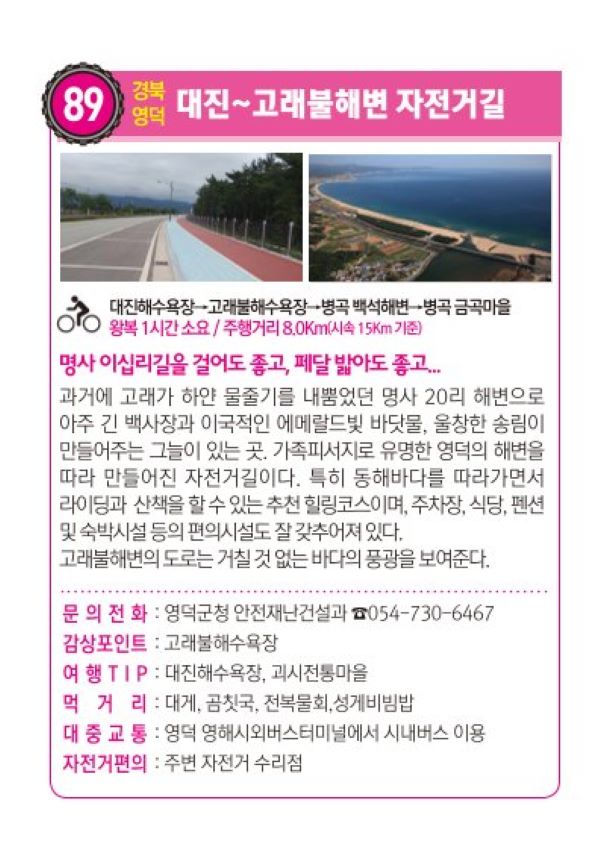 89 경북 영덕 대진~고래불해변 자전거길
대진해수욕장→고래불해수욕장→병곡 백석해변→병곡 금곡마을
왕복 1시간 소요 / 주행거리 8.0Km(시속 15Km 기준)
명사 이십리길을 걸어도 좋고, 페달 밟아도 좋고...
과거에 고래가 하얀 물줄기를 내뿜었던 명사 20리 해변으로
아주 긴 백사장과 이국적인 에메랄드빛 바닷물, 울창한 송림이
만들어주는 그늘이 있는 곳. 가족피서지로 유명한 영덕의 해변을
따라 만들어진 자전거길이다. 특히 동해바다를 따라가면서
라이딩과 산책을 할 수 있는 추천 힐링코스이며, 주차장, 식당, 펜션
및 숙박시설 등의 편의시설도 잘 갖추어져 있다.
고래불해변의 도로는 거칠 것 없는 바다의 풍광을 보여준다.
문의전화 : 영덕군청 안전재난건설과 ☎054-730-6467
감상포인트 : 고래불해수욕장
여행TIP : 대진해수욕장, 괴시전통마을
먹거리 : 대게, 곰칫국, 전복물회,성게비빔밥
대중교통 : 영덕 영해시외버스터미널에서 시내버스 이용
자전거편의 : 주변 자전거 수리점